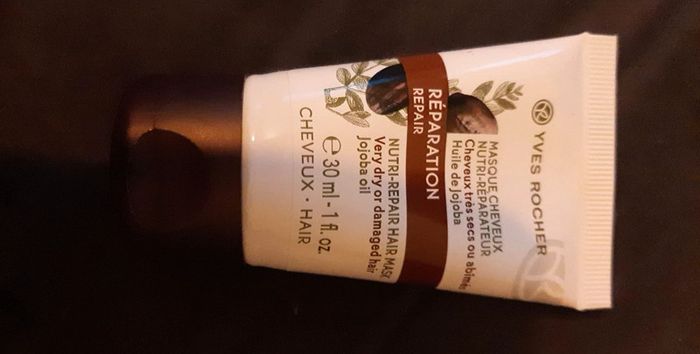 YVES ROCHER
MASQUE CHEVEUX
NUTRI-RÉPARATEUR
Cheveux très secs ou abîmés
Huile de Jojoba
RÉPARATION
REPAIR
NUTRI-REPAIR HAIR MASK
Very dry or damaged hair
Jojoba oil
℮ 30 ml - 1 fl. oz.
CHEVEUX • HAIR